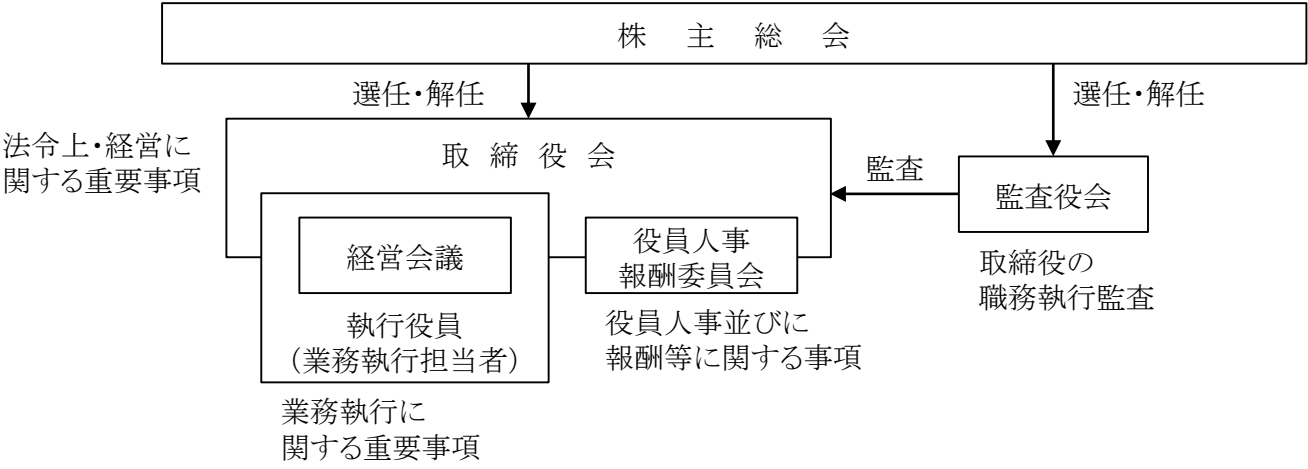 株主総会
選任・解任
選任・解任
法令上・経営に
関する重要事項
取締役会
監査
監査役会
経営会議
役員人事
報酬委員会
取締役の
職務執行監査
執行役員
（業務執行担当者）
役員人事並びに
報酬等に関する事項
業務執行に
関する重要事項